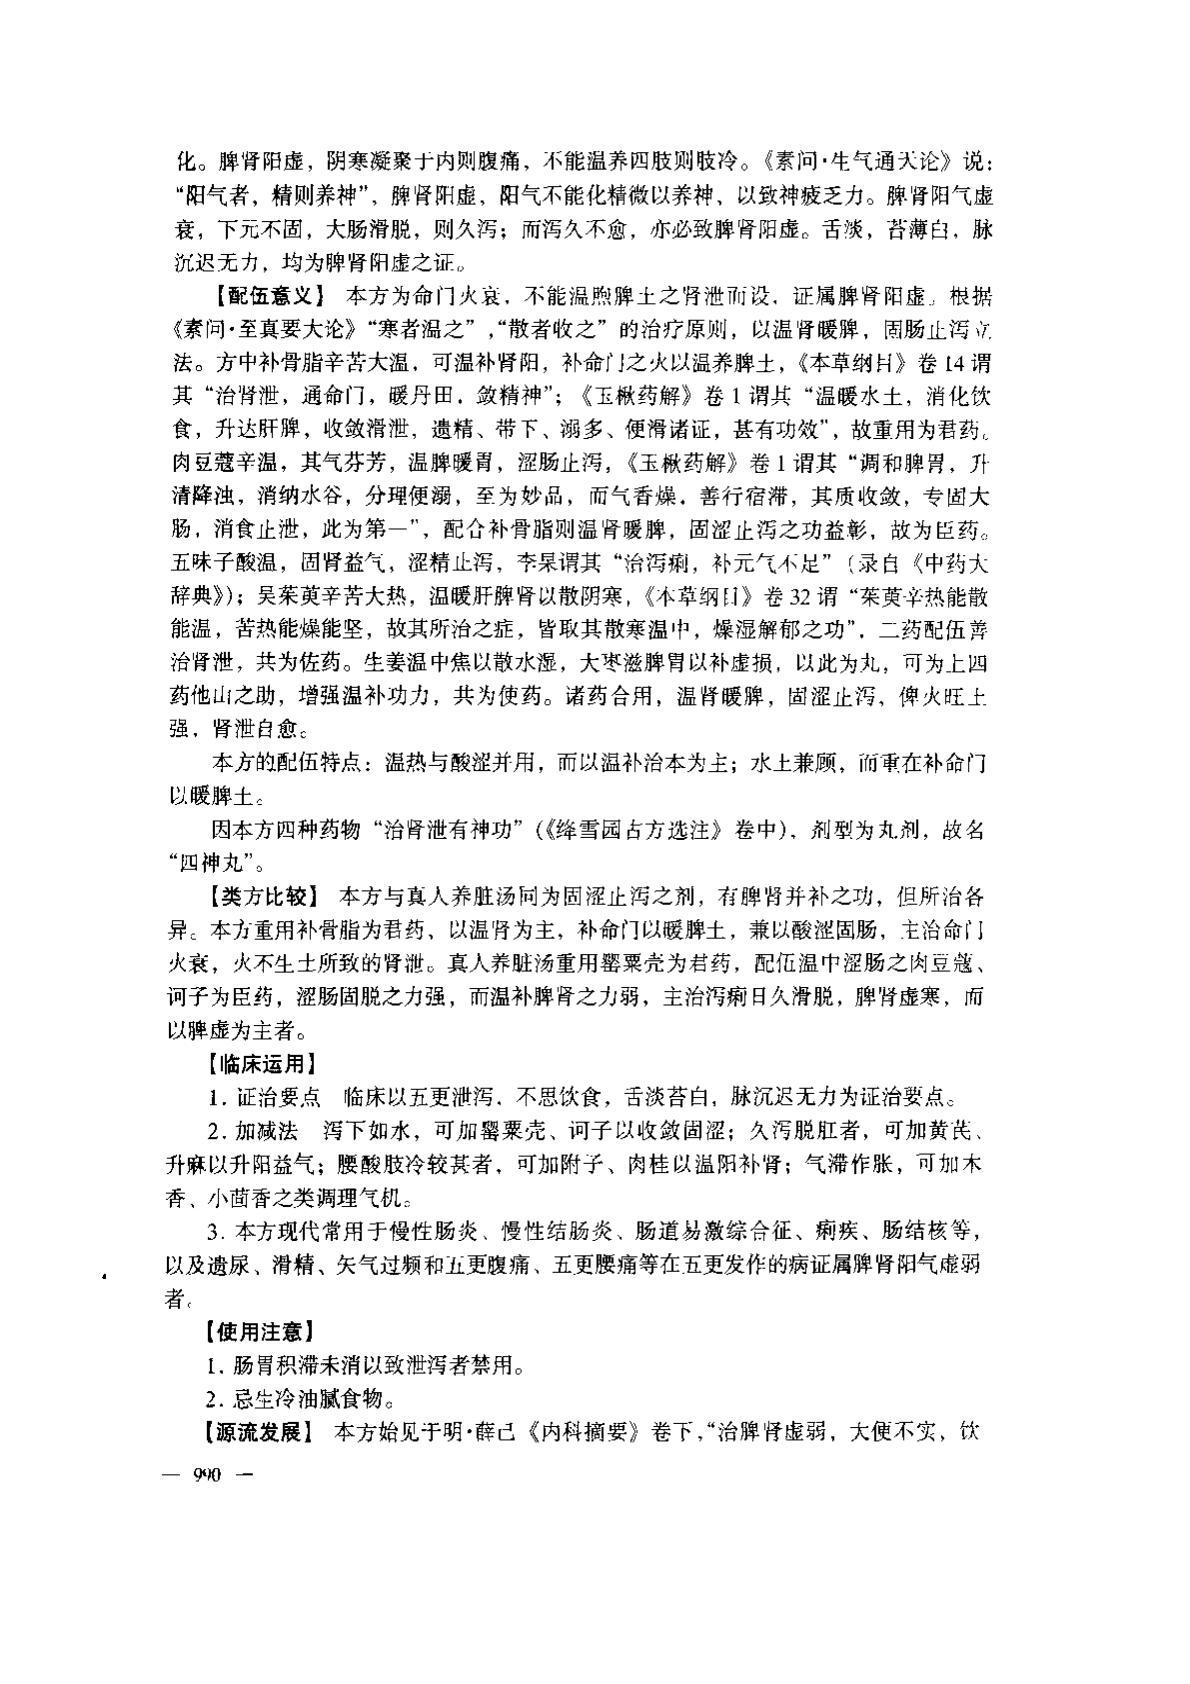 化。脾肾阳虚，阴寒凝聚于内则腹痛，不能温养四肢则肢冷。《素问·生气通天论》说：
“阳气者，精则养神”，脾肾阳虚，阳气不能化精微以养神、以致神疲乏力。脾肾阳气虚
衰，下元不固，大肠滑脱，则久泻；而泻久不愈，亦必致脾肾阳虚。舌淡，苔薄白，脉
沉迟无力，均为脾肾阳虚之证。
【配伍意义】 本方为命门火衰，不能温煦脾土之肾泄而设，证属脾肾阳虚。根据
《素问·至真要大论》“寒者温之”，“散者收之”的治疗原则，以温肾暖脾，固肠止泻立
法。方中补骨脂辛苦大温，可温补肾阳，补命门之火以温养脾土，《本草纲目》卷 14 谓
其“治肾泄，通命门，暖丹田，敛精神”；《玉楸药解》卷 1 谓其“温暖水土，消化饮
食，升达肝脾，收敛滑泄，遗精、带下、溺多、便滑诸证，甚有功效”，故重用为君药。
肉豆蔻辛温，其气芬芳，温脾暖胃，涩肠止泻，《玉楸药解》卷 1 谓其“调和脾胃，升
清降浊，消纳水谷，分理便溺，至为妙品，而气香燥，善行宿滞，其质收敛，专固大
肠，消食止泄，此为第一”，配合补骨脂则温肾暖脾，固涩止泻之功益彰，故为臣药。
五味子酸温，固肾益气，涩精止泻，李杲谓其“治泻痢，补元气不足”（录自《中药大
辞典》）；吴茱萸辛苦大热，温暖肝脾肾以散阴寒，《本草纲目》卷 32 谓“茱萸辛热能散
能温，苦热能燥能坚，故其所治之症，皆取其散寒温中，燥湿解郁之功”，二药配伍善
治肾泄，共为佐药。生姜温中焦以散水湿，大枣滋脾胃以补虚损，以此为丸，可为上四
药他山之助，增强温补功力，共为使药。诸药合用，温肾暖脾，固涩止泻，俾火旺土
强，肾泄自愈。
本方的配伍特点：温热与酸涩并用，而以温补治本为主；水土兼顾，而重在补命门
以暖脾土。
因本方四种药物“治肾泄有神功”（《绛雪园古方选注》卷中），剂型为丸剂，故名
“四神丸”。
【类方比较】 本方与真人养脏汤同为固涩止泻之剂，有脾肾并补之功，但所治各
异。本方重用补骨脂为君药，以温肾为主，补命门以暖脾土，兼以酸涩固肠，主治命门
火衰，火不生土所致的肾泄。真人养脏汤重用罂粟壳为君药，配伍温中涩肠之肉豆蔻、
诃子为臣药，涩肠固脱之力强，而温补脾肾之力弱，主治泻痢日久滑脱，脾肾虚寒，而
以脾虚为主者。
【临床运用】
1. 证治要点 临床以五更泄泻，不思饮食，舌淡苔白，脉沉迟无力为证治要点。
2. 加减法 泻下如水，可加罂粟壳、诃子以收敛固涩；久泻脱肛者，可加黄芪、
升麻以升阳益气；腰酸肢冷较甚者，可加附子、肉桂以温阳补肾；气滞作胀，可加木
香、小茴香之类调理气机。
3. 本方现代常用于慢性肠炎、慢性结肠炎、肠道易激综合征、痢疾、肠结核等，
以及遗尿、滑精、矢气过频和五更腹痛、五更腰痛等在五更发作的病证属脾肾阳气虚弱
者。
【使用注意】
1. 肠胃积滞未消以致泄泻者禁用。
2. 忌生冷油腻食物。
【源流发展】 本方始见于明·薛己《内科摘要》卷下，“治脾肾虚弱，大便不实，饮
— 990 —